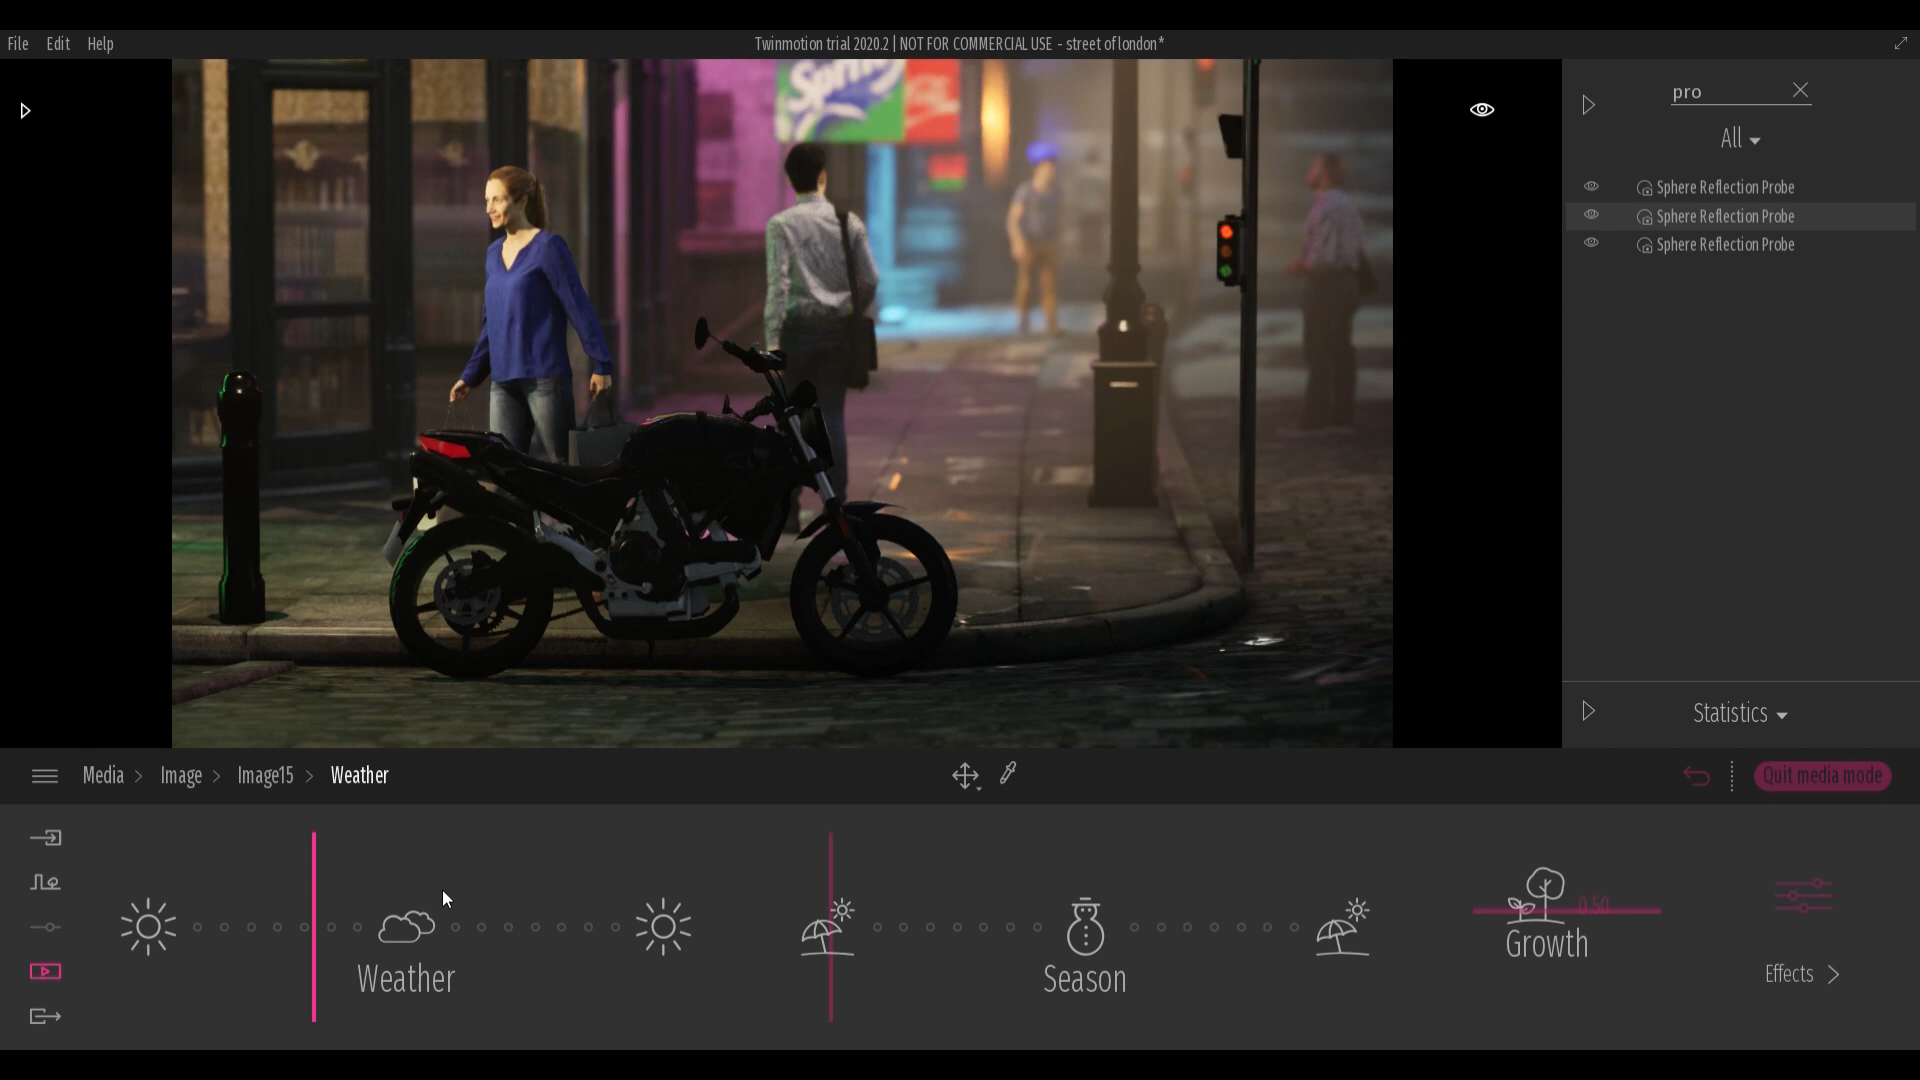 File Edit Help
Twinmotion trial 2020.2 | NOT FOR COMMERCIAL USE - street of london*
Sprite
pro
All
Sphere Reflection Probe
Sphere Reflection Probe
Sphere Reflection Probe
Statistics
Media > Image > Image15 > Weather
Quit media mode
0.50
Weather
Season
Growth
Effects >